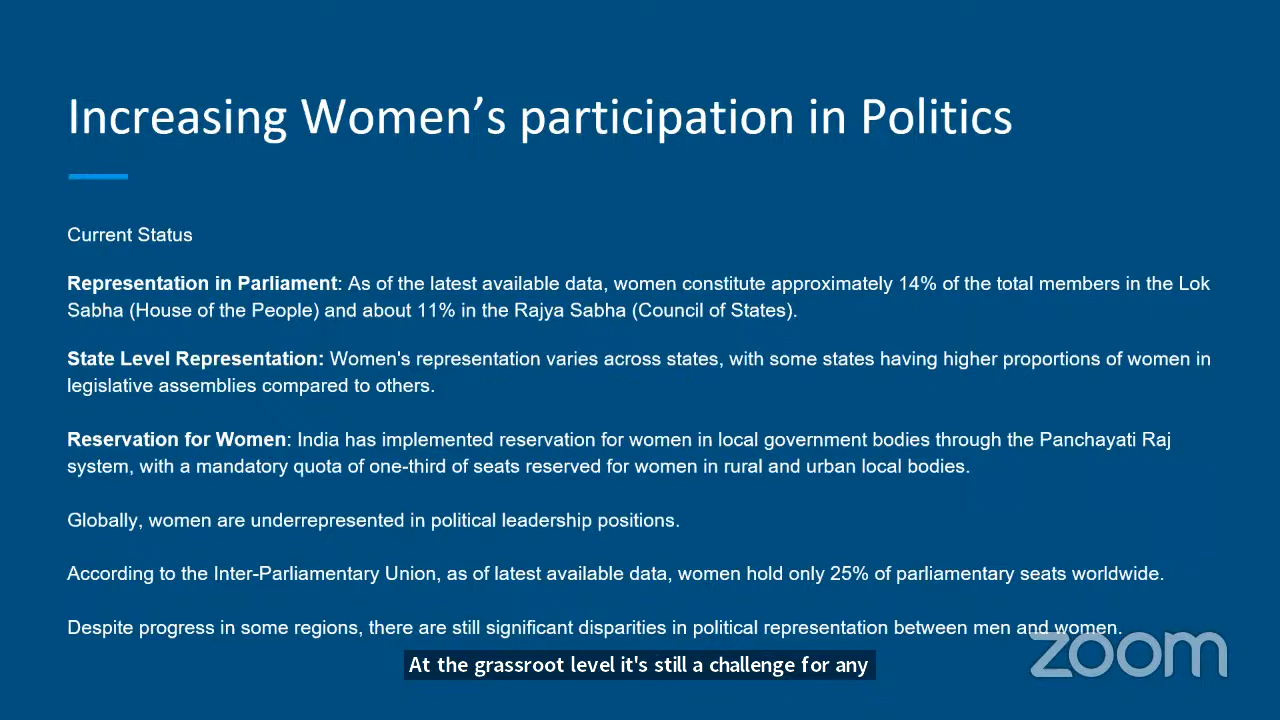 Increasing Women’s participation in Politics
Current Status
Representation in Parliament: As of the latest available data, women constitute approximately 14% of the total members in the Lok
Sabha (House of the People) and about 11% in the Rajya Sabha (Council of States).
State Level Representation: Women's representation varies across states, with some states having higher proportions of women in
legislative assemblies compared to others.
Reservation for Women: India has implemented reservation for women in local government bodies through the Panchayati Raj
system, with a mandatory quota of one-third of seats reserved for women in rural and urban local bodies.
Globally, women are underrepresented in political leadership positions.
According to the Inter-Parliamentary Union, as of latest available data, women hold only 25% of parliamentary seats worldwide.
Despite progress in some regions, there are still significant disparities in political representation between men and women.
At the grassroot level it's still a challenge for any
zoom